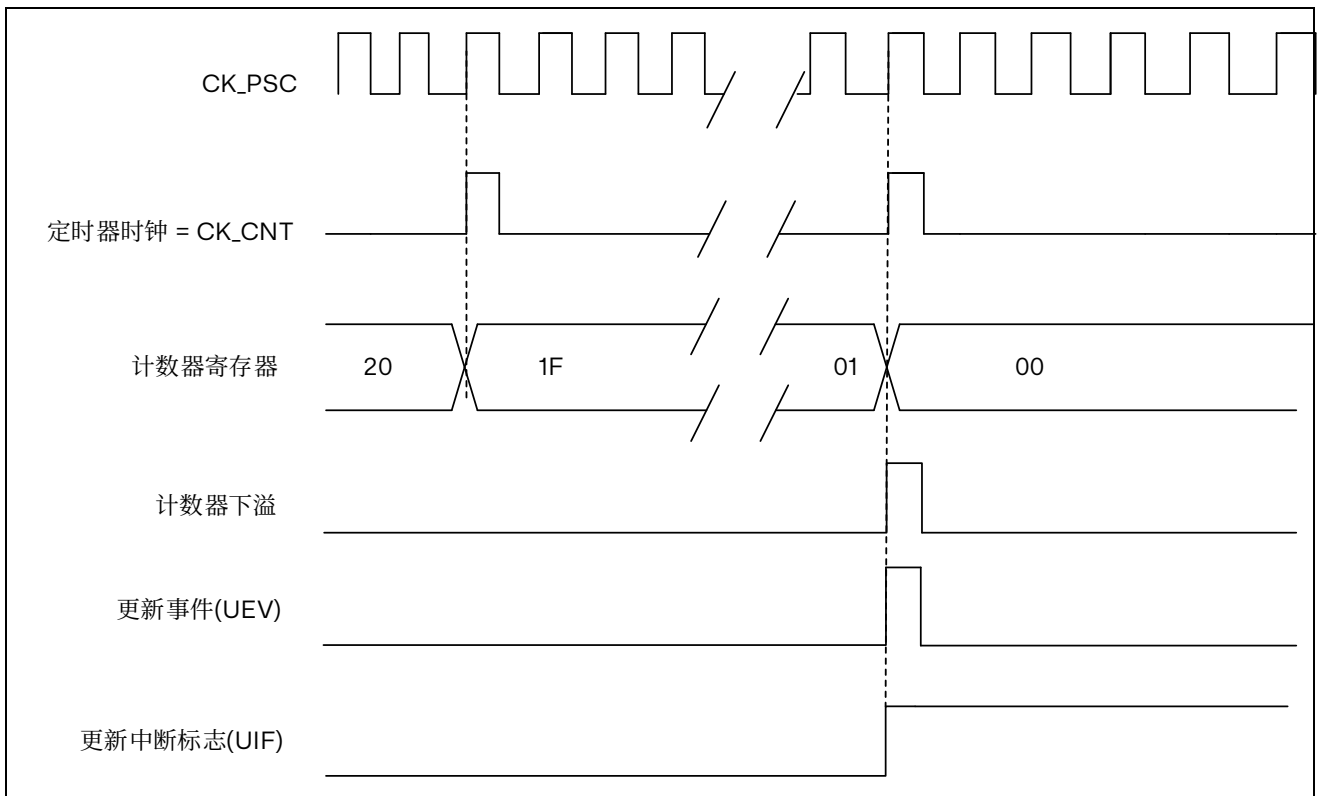 CK_PSC
定时器时钟 = CK_CNT
计数器寄存器 20 1F 01 00
计数器下溢
更新事件(UEV)
更新中断标志(UIF)